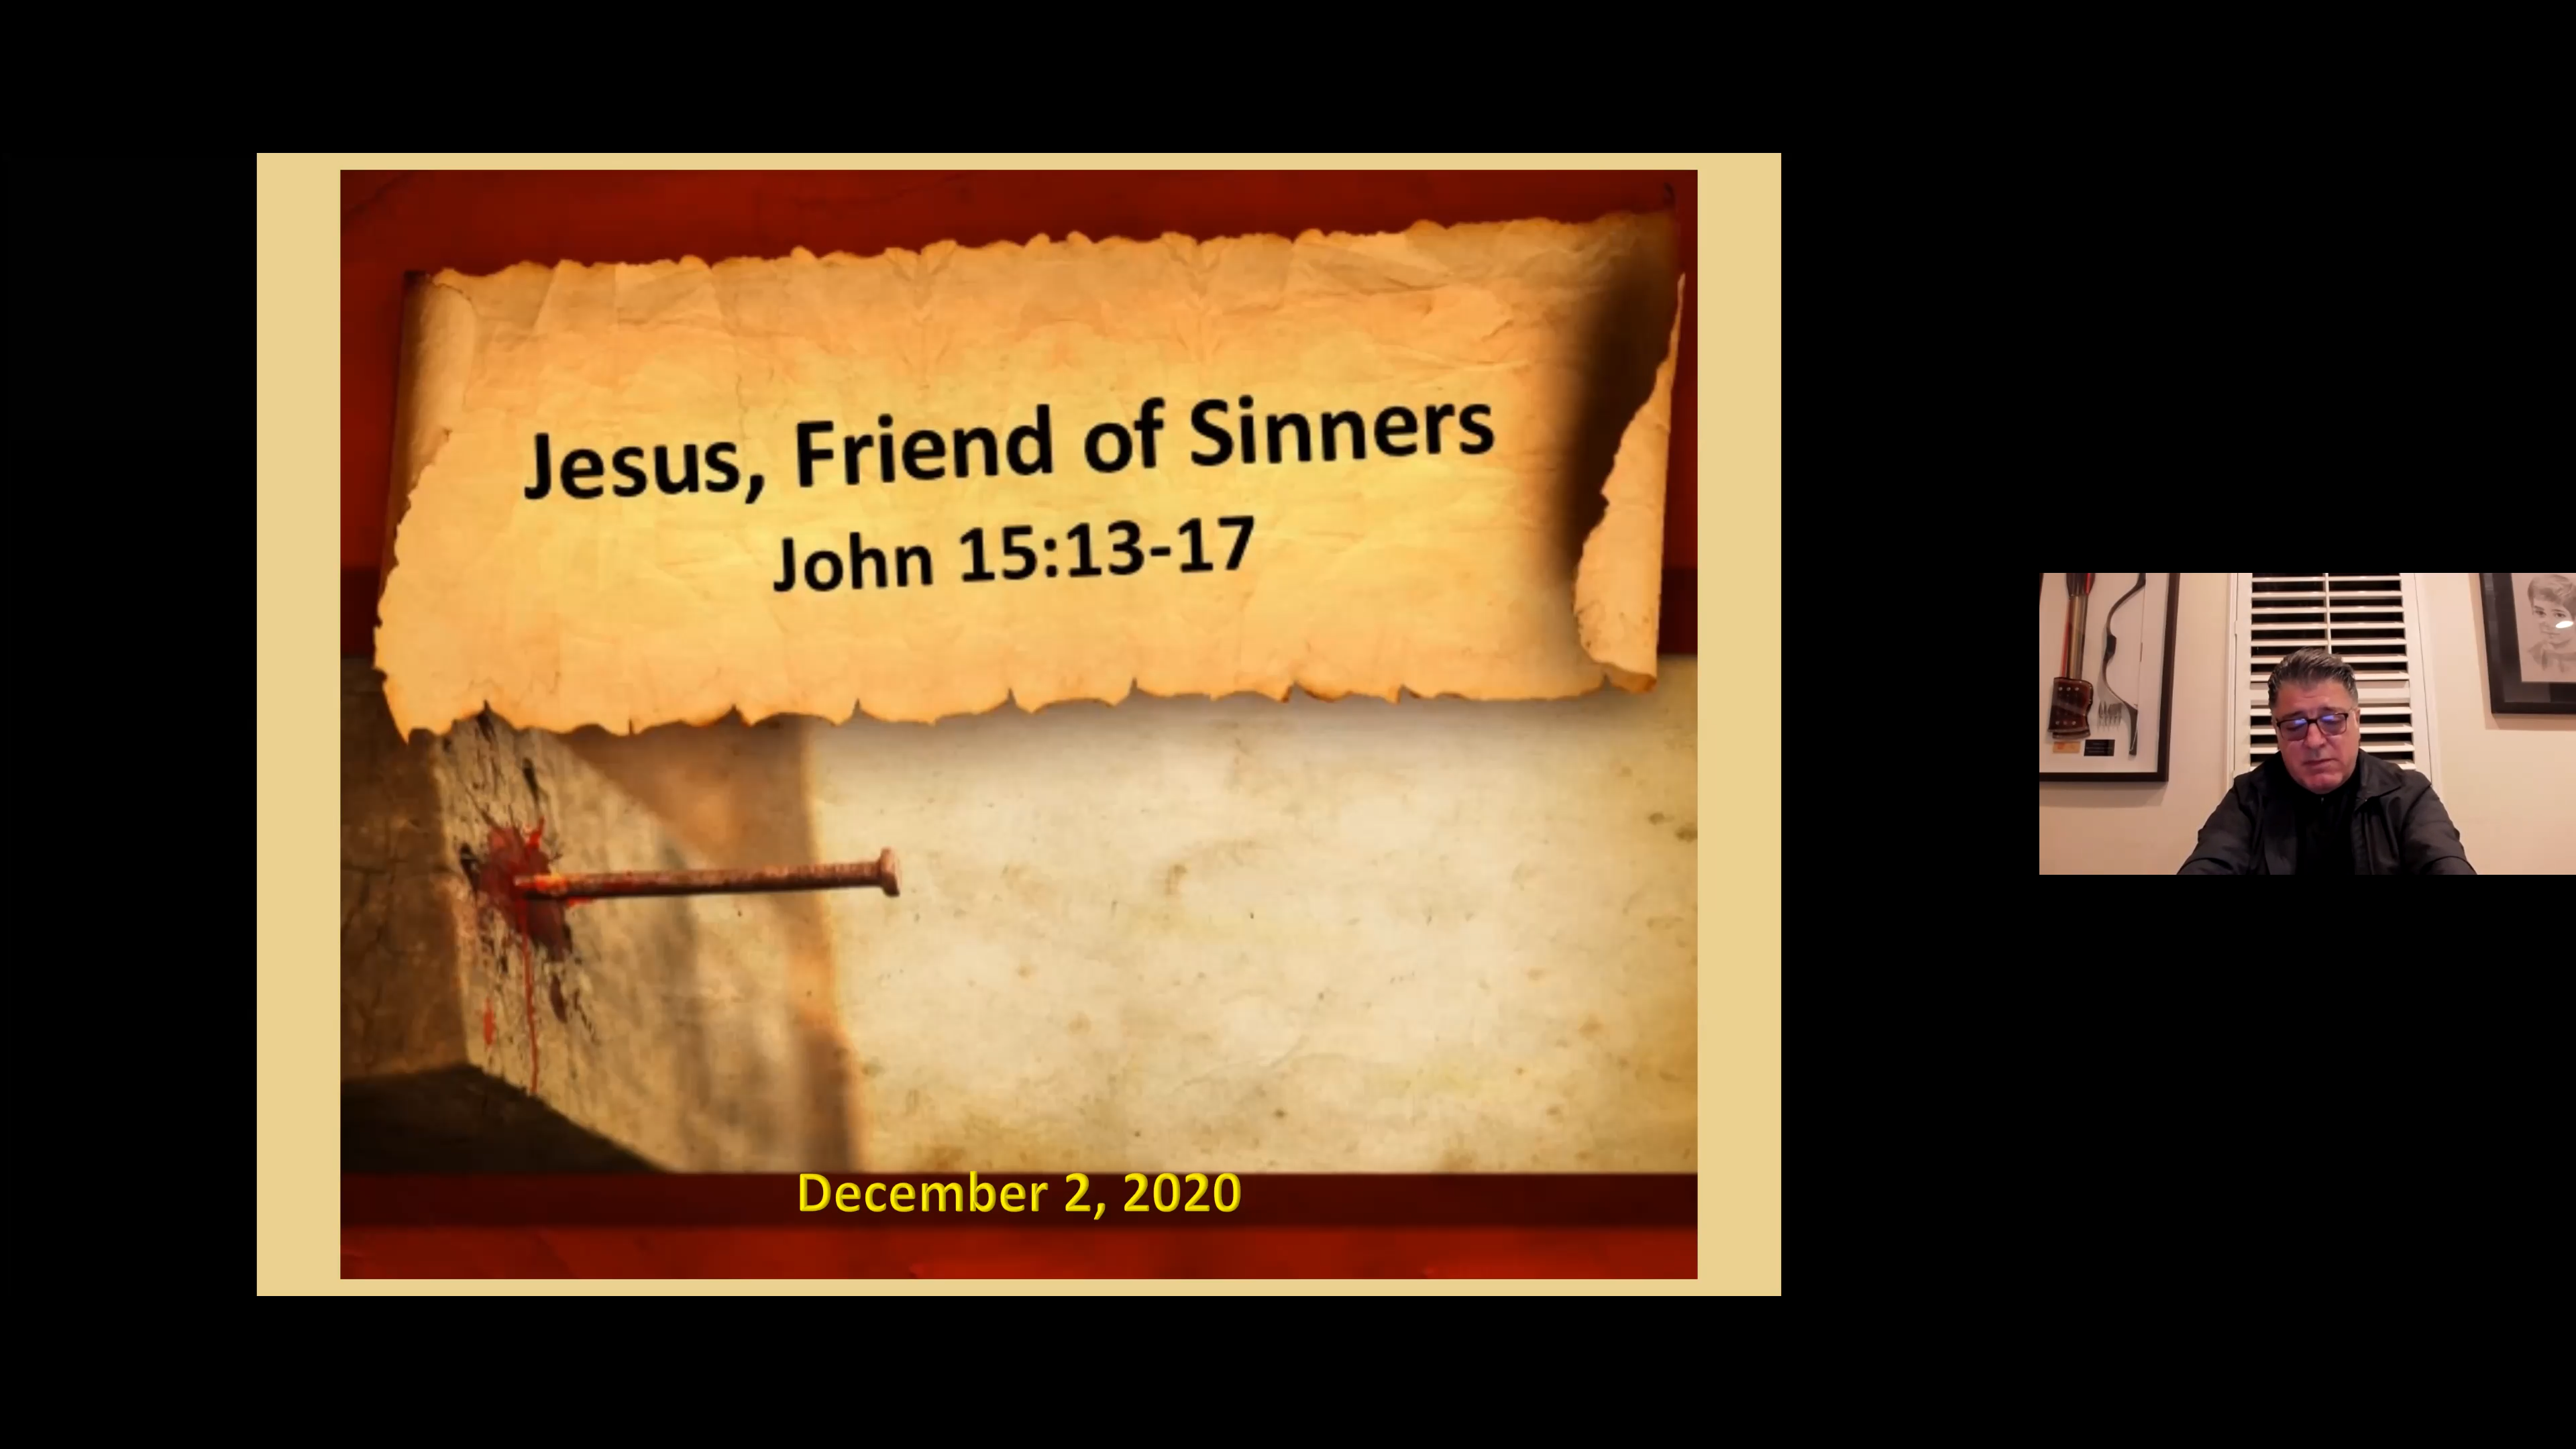 Jesus, Friend of Sinners
John 15:13-17
December 2, 2020